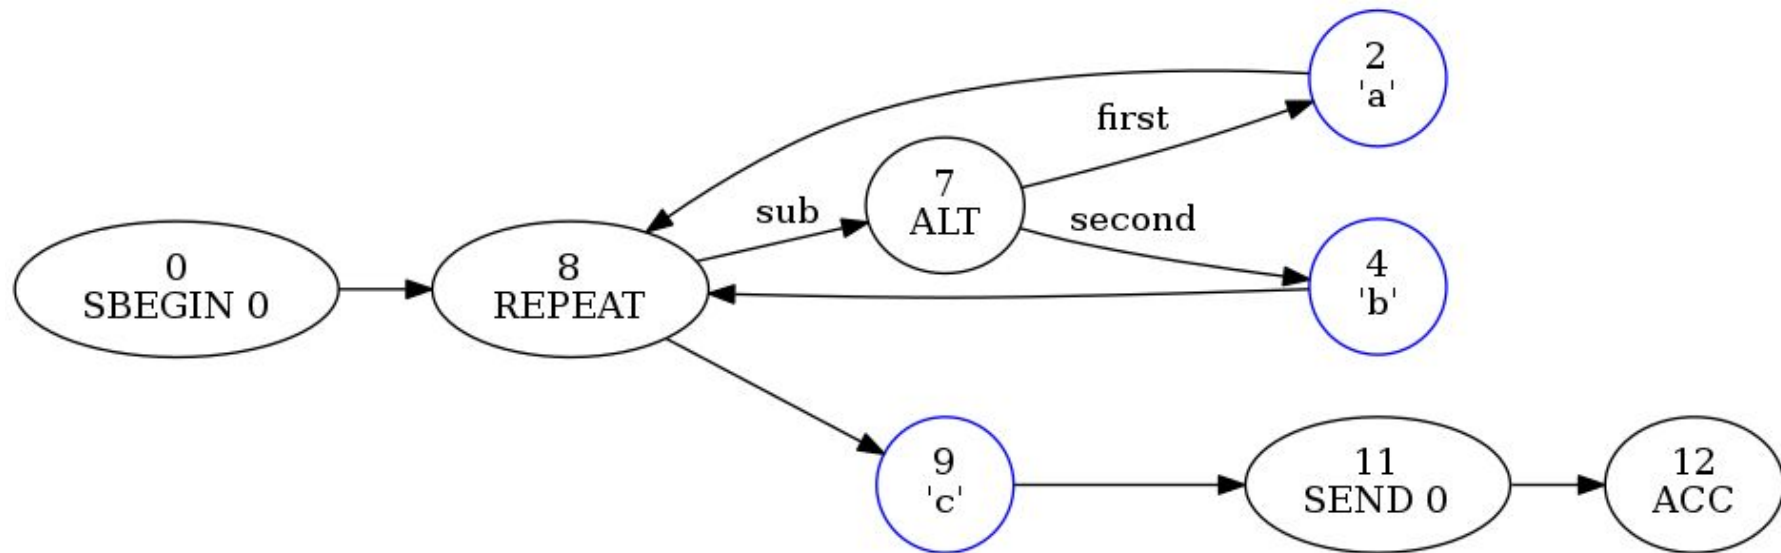 0
SBEGIN 0
8
REPEAT
sub
7
ALT
first
second
2
'a'
4
'b'
9
'c'
11
SEND 0
12
ACC